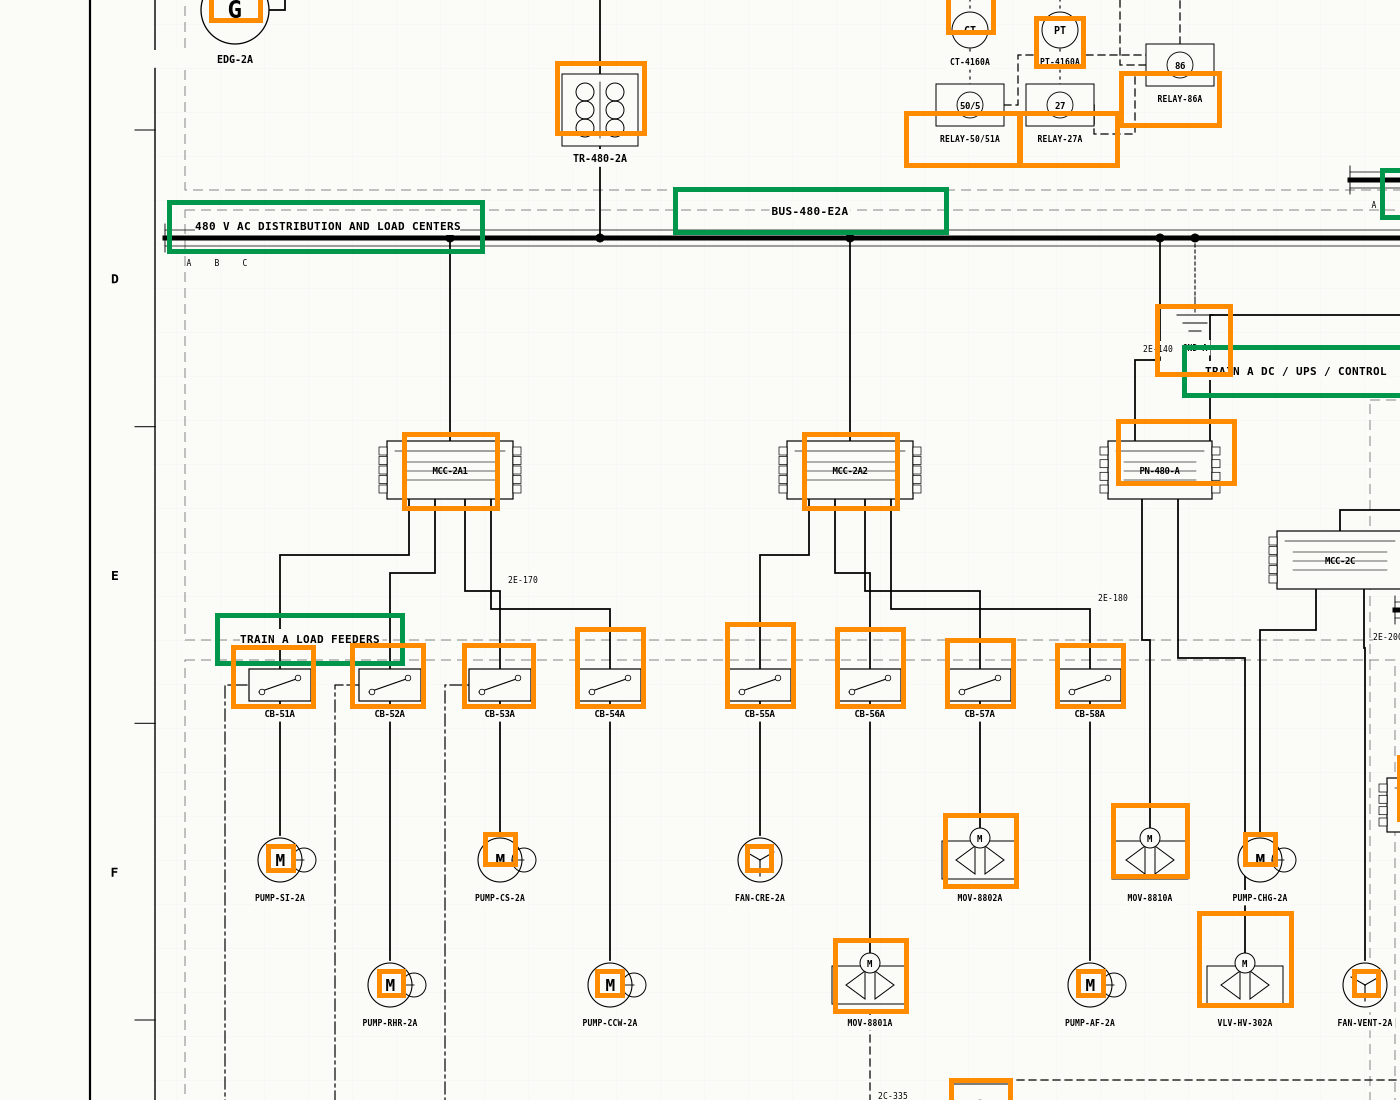 G
EDG-2A
CT
PT
CT-4160A
PT-4160A
86
RELAY-86A
50/5
27
RELAY-50/51A
RELAY-27A
TR-480-2A
480 V AC DISTRIBUTION AND LOAD CENTERS
BUS-480-E2A
A
A B C
D
2E-140
TRAIN A DC / UPS / CONTROL
MCC-2A1
MCC-2A2
PN-480-A
MCC-2C
E
2E-170
2E-180
TRAIN A LOAD FEEDERS
2E-200
CB-51A
CB-52A
CB-53A
CB-54A
CB-55A
CB-56A
CB-57A
CB-58A
F
M
M
M
M
M
PUMP-SI-2A
PUMP-CS-2A
FAN-CRE-2A
MOV-8802A
MOV-8810A
PUMP-CHG-2A
M
M
M
M
M
PUMP-RHR-2A
PUMP-CCW-2A
MOV-8801A
PUMP-AF-2A
VLV-HV-302A
FAN-VENT-2A
2C-335